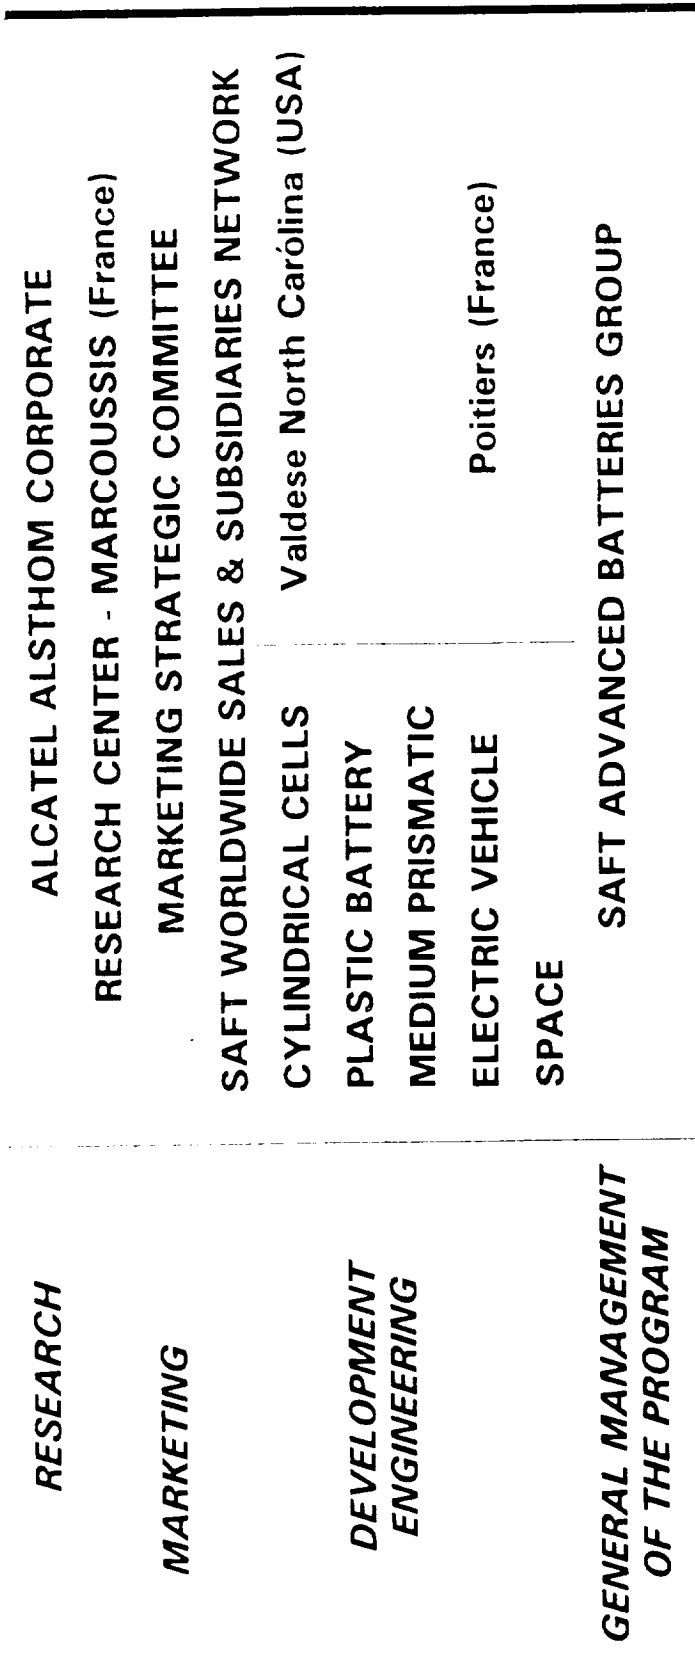 RESEARCH
ALCATEL ALSTHOM CORPORATE
RESEARCH CENTER - MARCOUSSIS (France)
MARKETING
MARKETING STRATEGIC COMMITTEE
SAFT WORLDWIDE SALES & SUBSIDIARIES NETWORK
DEVELOPMENT
ENGINEERING
CYLINDRICAL CELLS Valdese North Carólina (USA)
PLASTIC BATTERY
MEDIUM PRISMATIC
ELECTRIC VEHICLE Poitiers (France)
SPACE
GENERAL MANAGEMENT
OF THE PROGRAM
SAFT ADVANCED BATTERIES GROUP